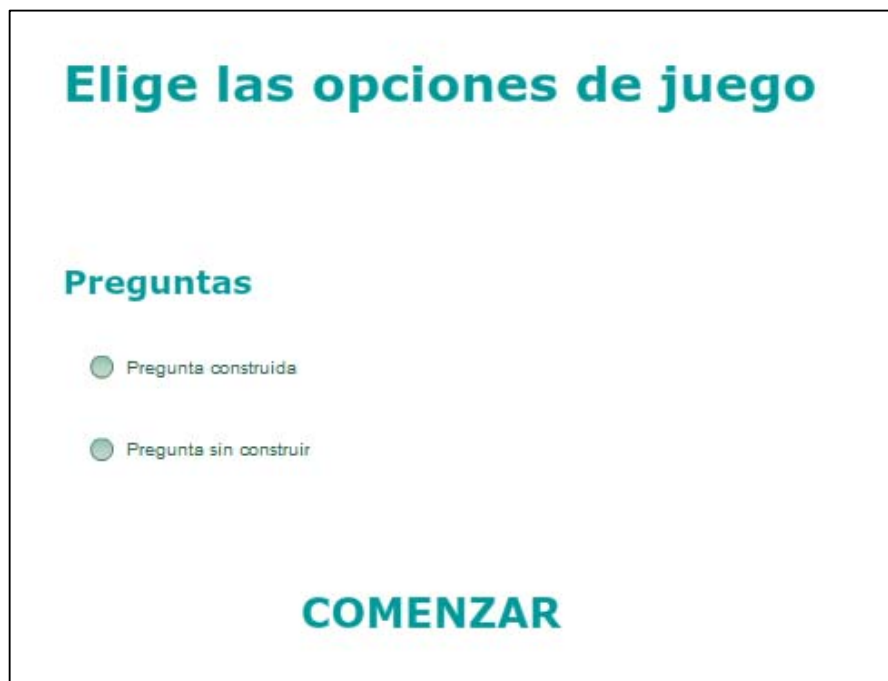 Elige las opciones de juego
Preguntas
Pregunta construida
Pregunta sin construir
COMENZAR